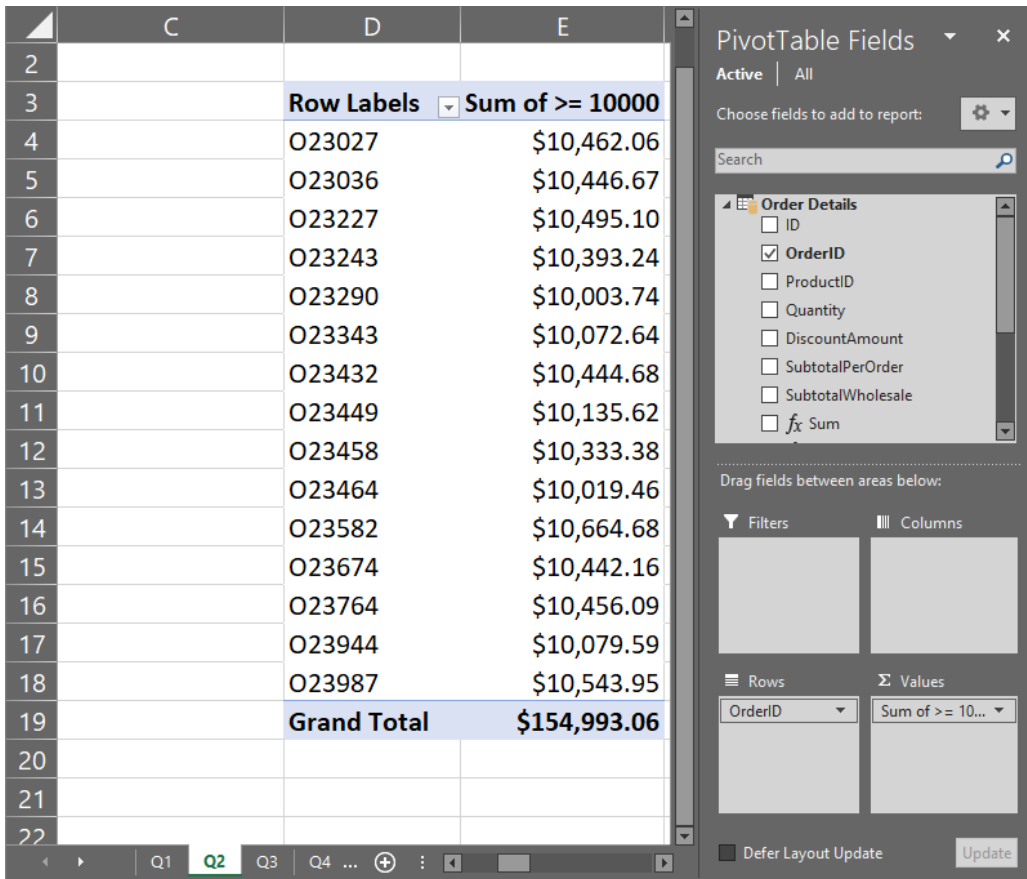 C D E
2
3 Row Labels Sum of >= 10000
4 O23027 $10,462.06
5 O23036 $10,446.67
6 O23227 $10,495.10
7 O23243 $10,393.24
8 O23290 $10,003.74
9 O23343 $10,072.64
10 O23432 $10,444.68
11 O23449 $10,135.62
12 O23458 $10,333.38
13 O23464 $10,019.46
14 O23582 $10,664.68
15 O23674 $10,442.16
16 O23764 $10,456.09
17 O23944 $10,079.59
18 O23987 $10,543.95
19 Grand Total $154,993.06
20
21
22
Q1 Q2 Q3 Q4 ...
PivotTable Fields
Active All
Choose fields to add to report:
Search
Order Details
ID
OrderID
ProductID
Quantity
DiscountAmount
SubtotalPerOrder
SubtotalWholesale
fx Sum
Drag fields between areas below:
Filters
Columns
Rows
Σ Values
OrderID
Sum of >= 10...
Defer Layout Update
Update